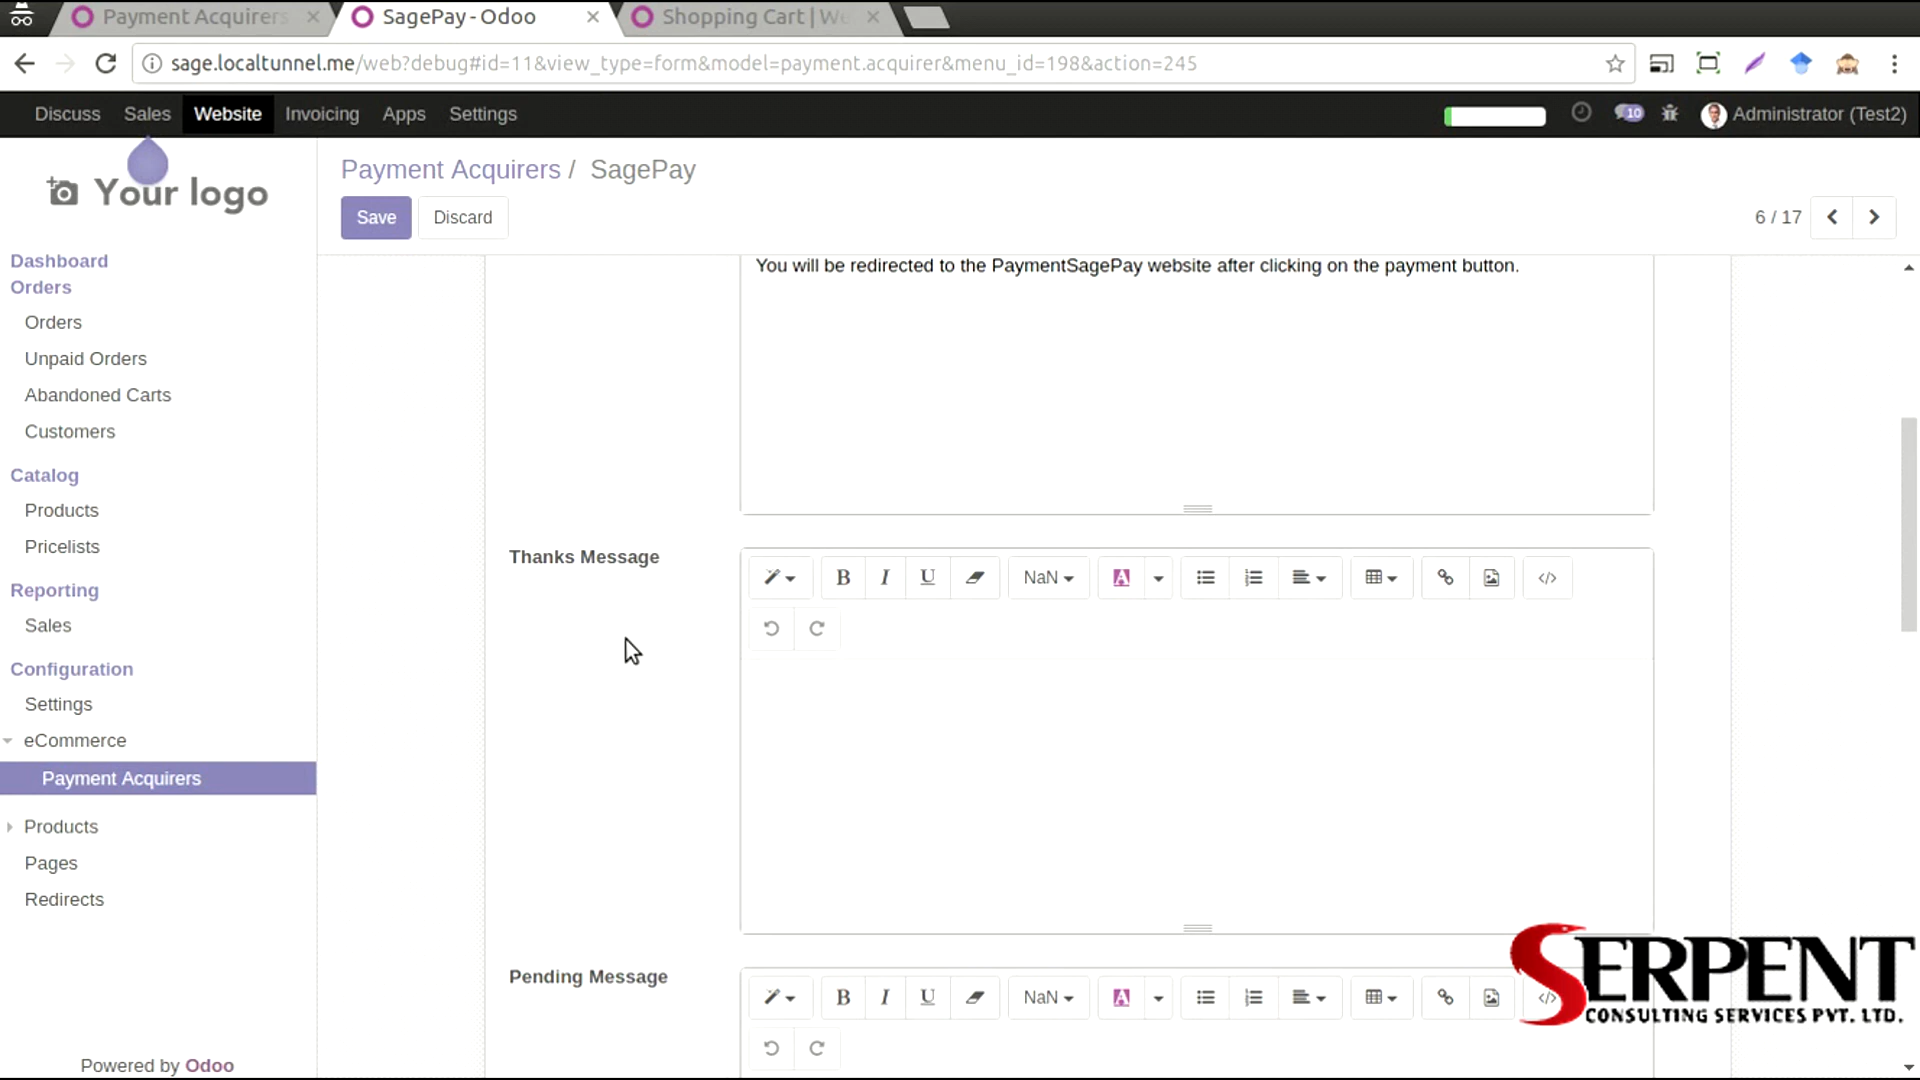 Payment Acquirers
SagePay - Odoo
Shopping Cart | We
sage.localtunnel.me/web?debug#id=11&view_type=form&model=payment.acquirer&menu_id=198&action=245
Discuss Sales Website Invoicing Apps Settings
10 Administrator (Test2)
Your logo
Payment Acquirers / SagePay
Save Discard
6 / 17
Dashboard
Orders
Orders
Unpaid Orders
Abandoned Carts
Customers
Catalog
Products
Pricelists
Reporting
Sales
Configuration
Settings
eCommerce
Payment Acquirers
Products
Pages
Redirects
Powered by Odoo
You will be redirected to the PaymentSagePay website after clicking on the payment button.
Thanks Message
B I U NaN A </>
Pending Message
B I U NaN A </>
SERPENT
CONSULTING SERVICES PVT. LTD.